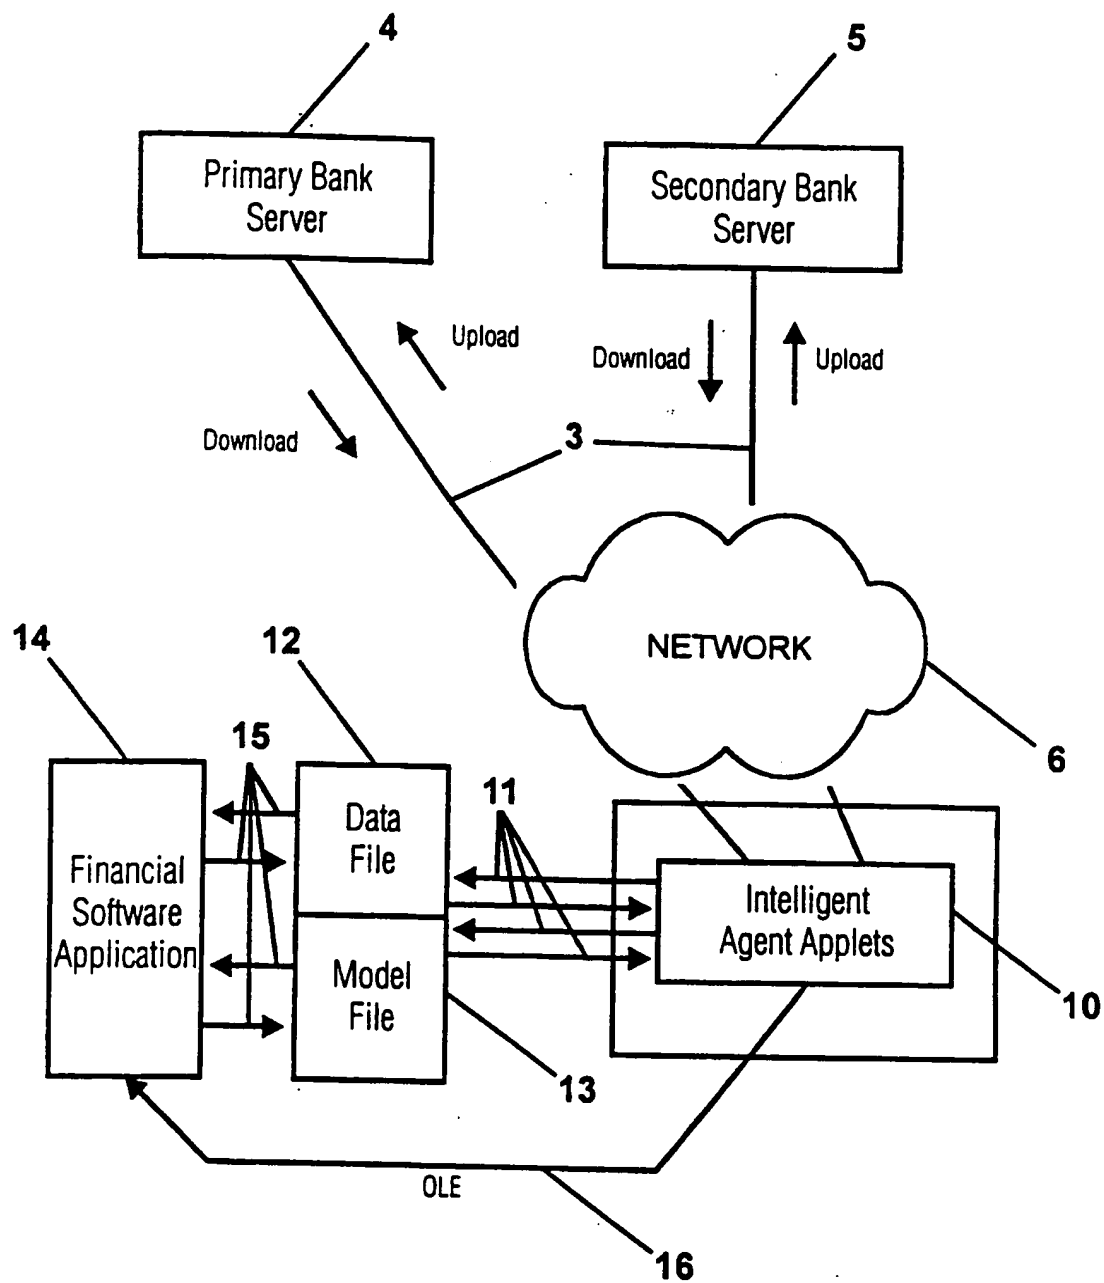 4
5
Primary Bank
Server
Secondary Bank
Server
Upload
Download
Upload
Download
3
NETWORK
14
12
6
15
11
Data
File
Financial
Software
Application
Intelligent
Agent Applets
Model
File
10
13
OLE
16